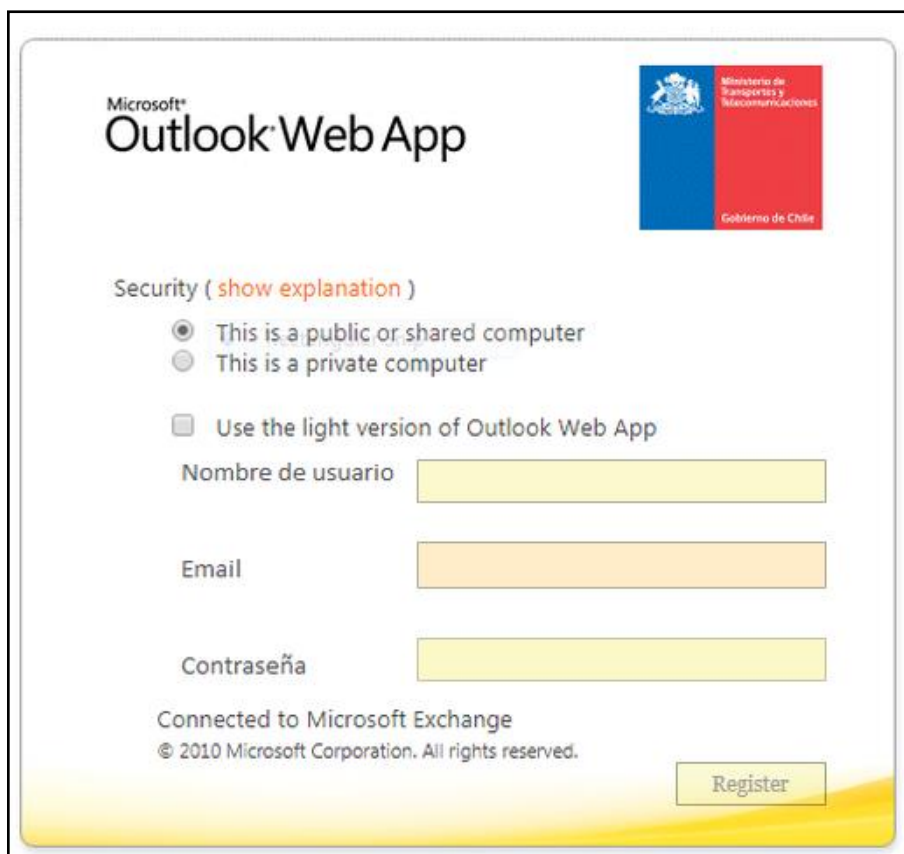 Microsoft®
Outlook Web App
Ministerio de
Transportes y
Telecomunicaciones
Gobierno de Chile
Security ( show explanation )
This is a public or shared computer
This is a private computer
Use the light version of Outlook Web App
Nombre de usuario
Email
Contraseña
Connected to Microsoft Exchange
© 2010 Microsoft Corporation. All rights reserved.
Register